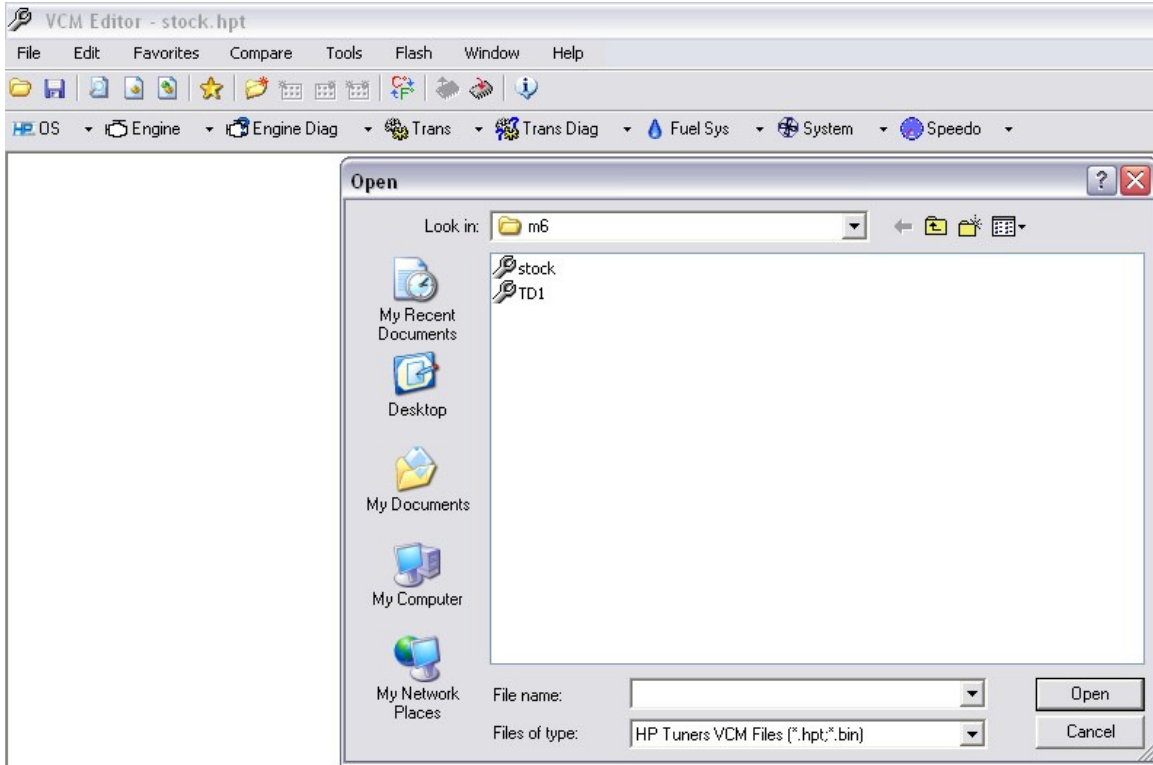 VCM Editor - stock.hpt
File Edit Favorites Compare Tools Flash Window Help
HP OS Engine Engine Diag Trans Trans Diag Fuel Sys System Speedo
Open
Look in: m6
stock
TD1
My Recent
Documents
Desktop
My Documents
My Computer
My Network
Places
File name:
Open
Files of type: HP Tuners VCM Files (*.hpt;*.bin)
Cancel